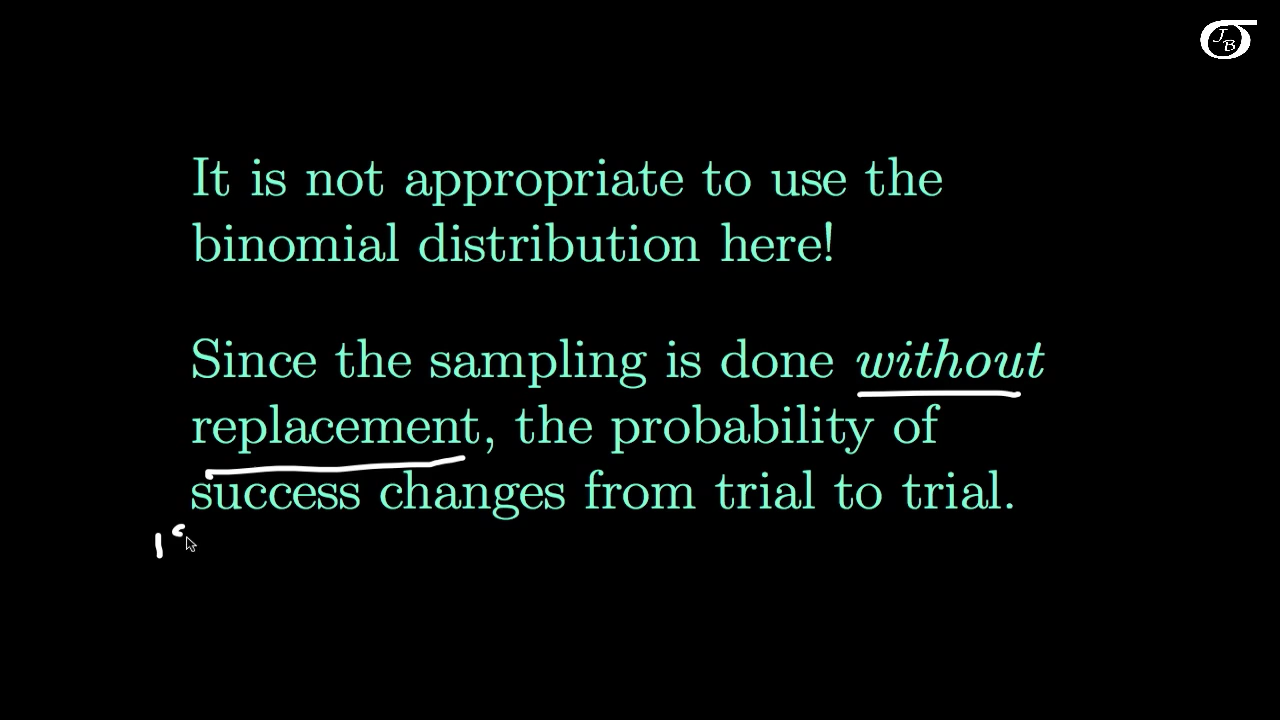 JB
It is not appropriate to use the
binomial distribution here!
Since the sampling is done without
replacement, the probability of
success changes from trial to trial.